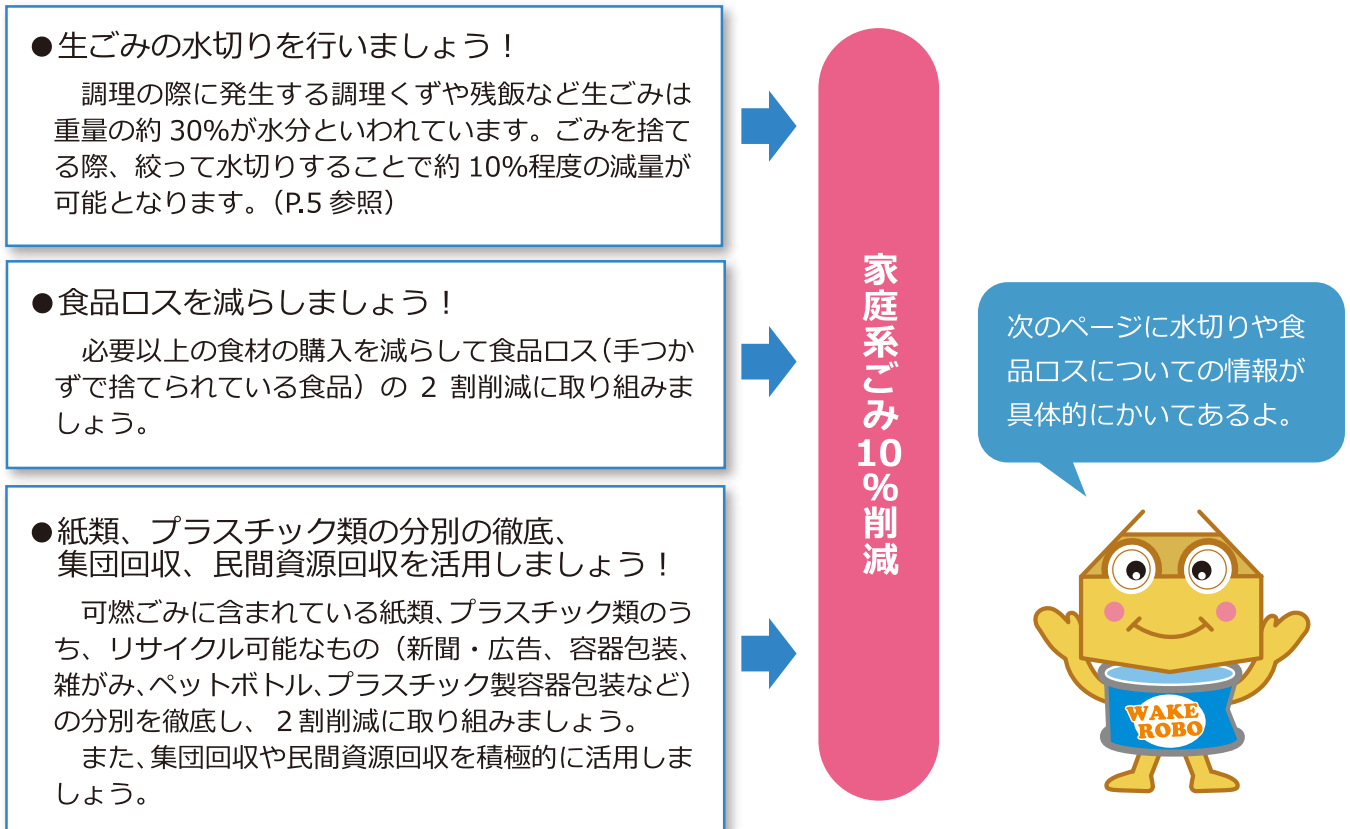 ●生ごみの水切りを行いましょう！
　調理の際に発生する調理くずや残飯など生ごみは
重量の約 30%が水分といわれています。ごみを捨て
る際、絞って水切りすることで約 10%程度の減量が
可能となります。（P.5 参照）
●食品ロスを減らしましょう！
　必要以上の食材の購入を減らして食品ロス（手つか
ずで捨てられている食品）の 2 割削減に取り組みま
しょう。
●紙類、プラスチック類の分別の徹底、
集団回収、民間資源回収を活用しましょう！
　可燃ごみに含まれている紙類、プラスチック類のう
ち、リサイクル可能なもの（新聞・広告、容器包装、
雑がみ、ペットボトル、プラスチック製容器包装など）
の分別を徹底し、2割削減に取り組みましょう。
　また、集団回収や民間資源回収を積極的に活用しま
しょう。
家庭系ごみ10%削減
次のページに水切りや食
品ロスについての情報が
具体的にかいてあるよ。
WAKE
ROBO